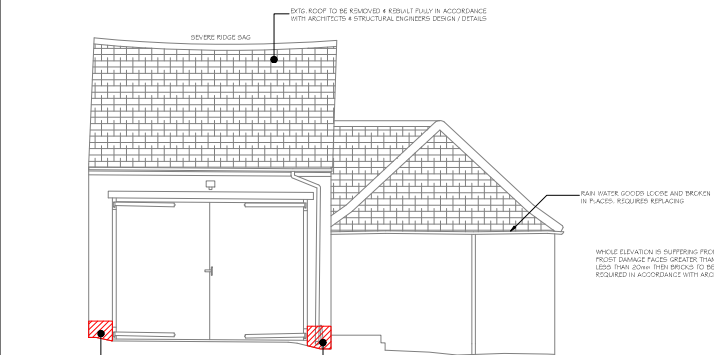 EXTG. ROOF TO BE REMOVED & REBUILT FULLY IN ACCORDANCE
WITH ARCHITECTS & STRUCTURAL ENGINEERS DESIGN / DETAILS
SEVERE RIDGE SAG
RAIN WATER GOODS LOOSE AND BROKEN
IN PLACES. REQUIRES REPLACING
WHOLE ELEVATION IS SUFFERING FRO
FROST DAMAGE FACES GREATER THAN
LESS THAN 20mm THEN BRICKS TO BE
REQUIRED IN ACCORDANCE WITH ARC